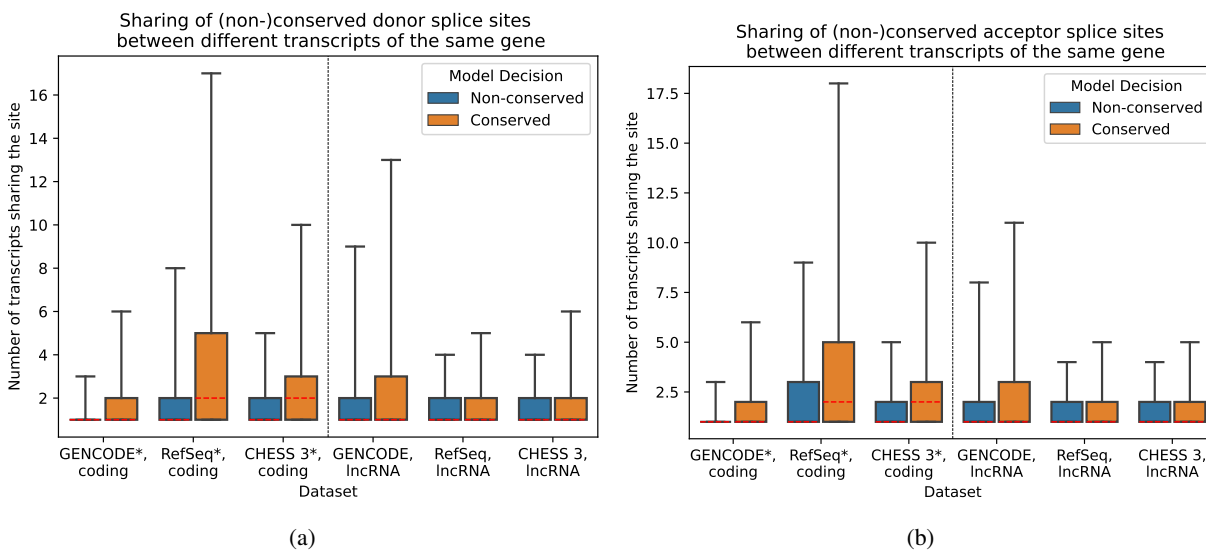 Sharing of (non-)conserved donor splice sites
between different transcripts of the same gene
Number of transcripts sharing the site
16
14
12
10
8
6
4
2
Model Decision
Non-conserved
Conserved
GENCODE*, coding
RefSeq*, coding
CHESS 3*, coding
GENCODE, lncRNA
RefSeq, lncRNA
CHESS 3, lncRNA
Dataset
(a)
Sharing of (non-)conserved acceptor splice sites
between different transcripts of the same gene
Number of transcripts sharing the site
17.5
15.0
12.5
10.0
7.5
5.0
2.5
Model Decision
Non-conserved
Conserved
GENCODE*, coding
RefSeq*, coding
CHESS 3*, coding
GENCODE, lncRNA
RefSeq, lncRNA
CHESS 3, lncRNA
Dataset
(b)